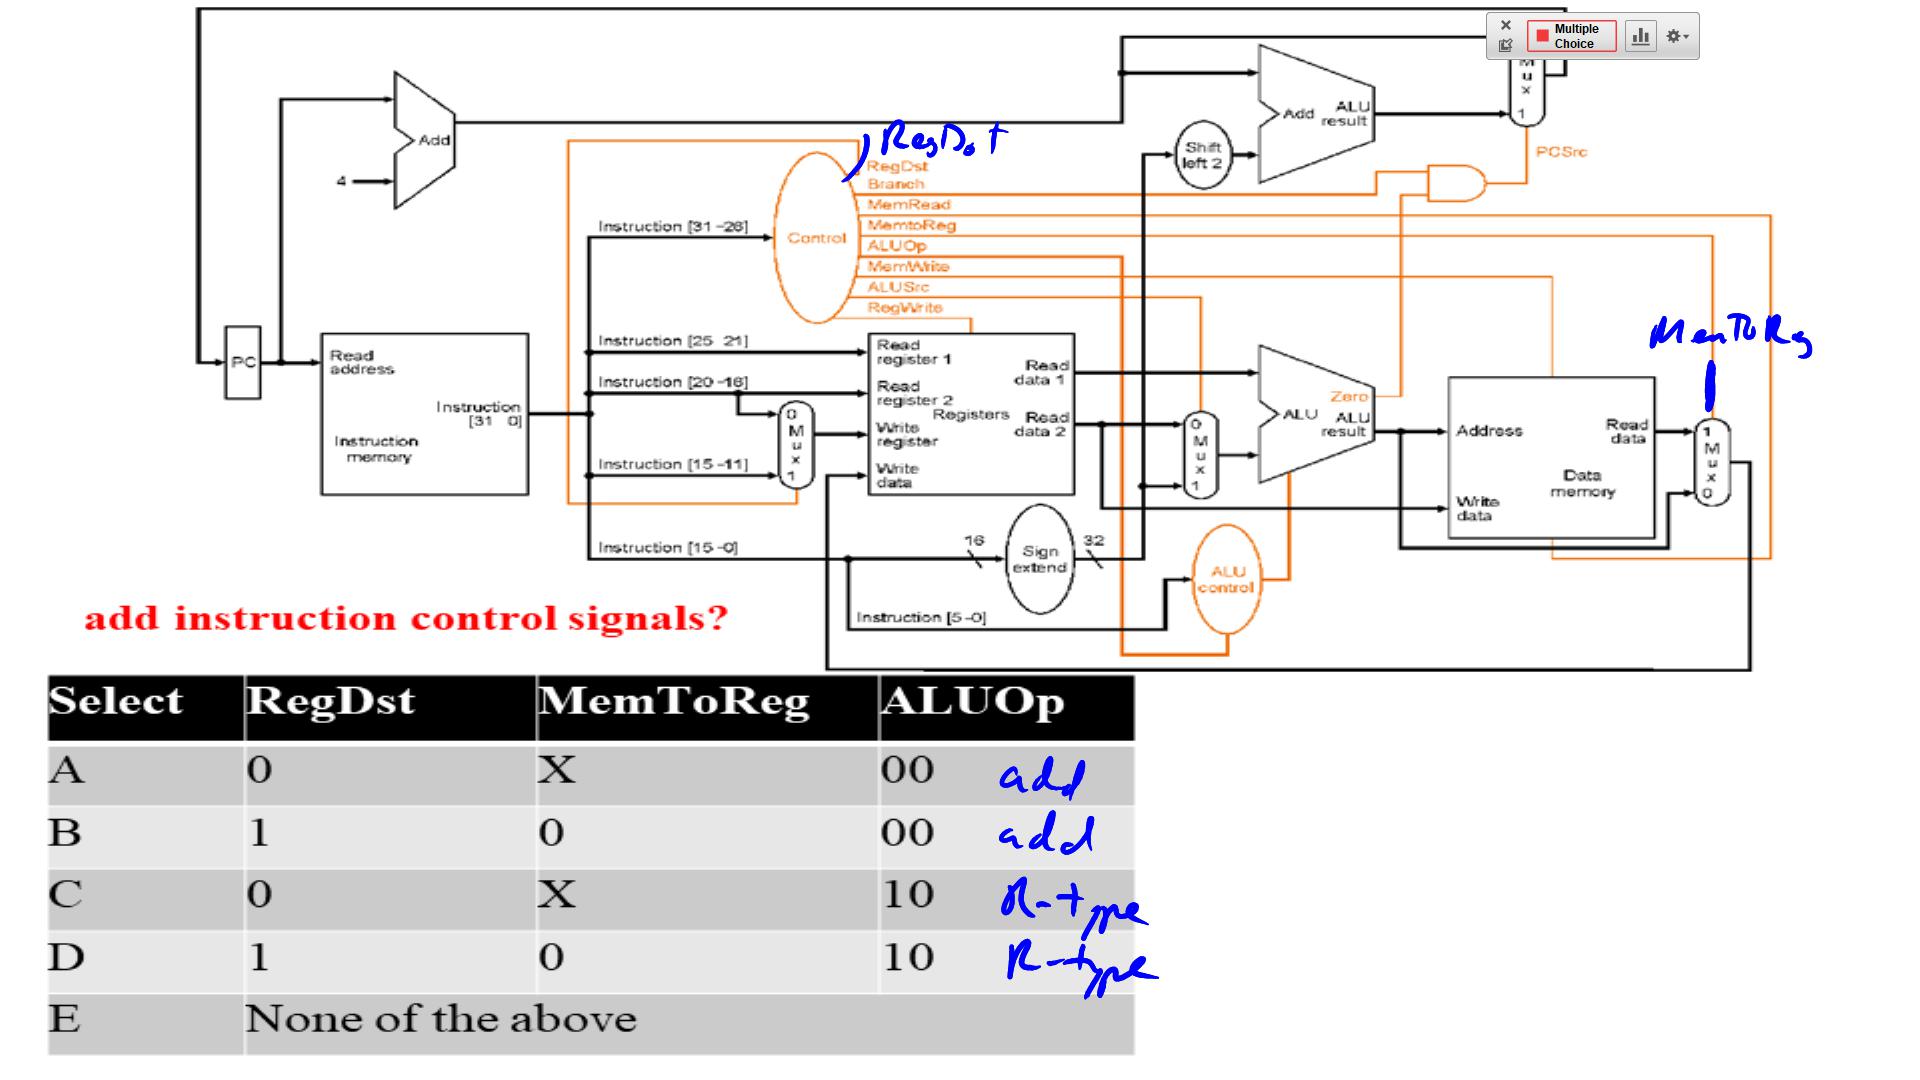 Multiple
Choice
M
u
x
1
Add
ALU
result
Add
4
Shift
left 2
PCSrc
RegDst
RegDst
Branch
MemRead
MemtoReg
ALUOp
MemWrite
ALUSrc
RegWrite
Control
Instruction [31-26]
MemToReg
PC
Read
address
Instruction
[31 0]
Instruction
memory
Instruction [25 21]
Instruction [20-16]
0
M
u
x
1
Instruction [15-11]
Read
register 1
Read
register 2
Registers
Write
register
Write
data
Read
data 1
Read
data 2
0
M
u
x
1
Zero
ALU
ALU
result
Address
Read
data
Data
memory
Write
data
1
M
u
x
0
Instruction [15-0]
16
Sign
extend
32
ALU
control
Instruction [5-0]
add instruction control signals?
Select RegDst MemToReg ALUOp
A 0 X 00 add
B 1 0 00 add
C 0 X 10 R-type
D 1 0 10 R-type
E None of the above